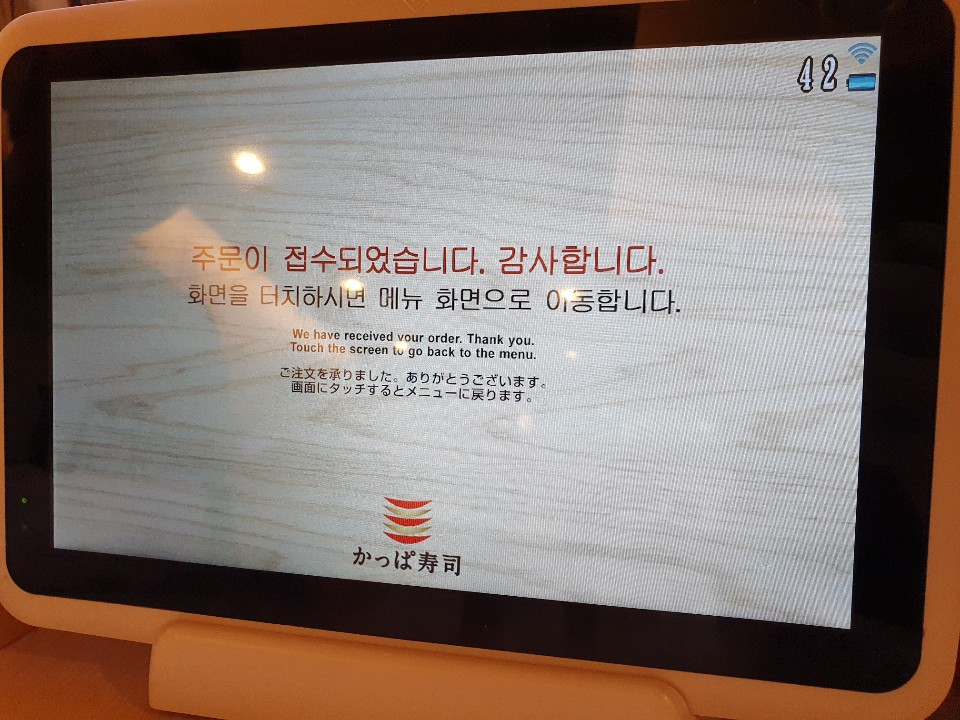 42
주문이 접수되었습니다. 감사합니다.
화면을 터치하시면 메뉴 화면으로 이동합니다.
We have received your order. Thank you.
Touch the screen to go back to the menu.
ご注文を承りました。ありがとうございます。
画面にタッチするとメニューに戻ります。
かっぱ寿司